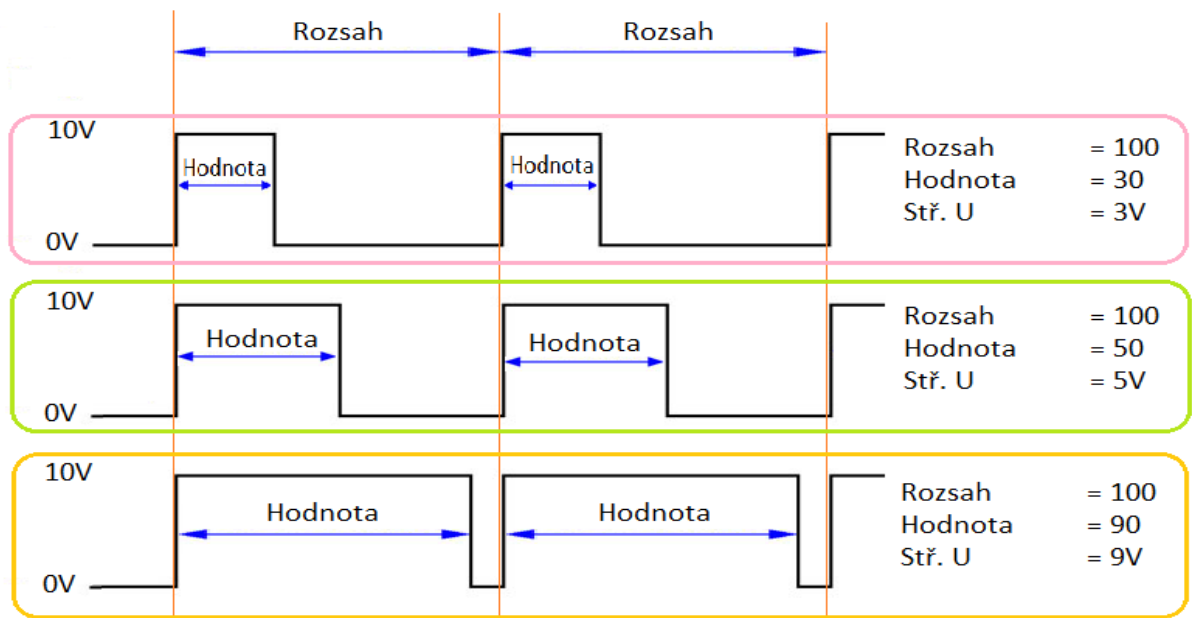 Rozsah Rozsah
10V
Hodnota Hodnota
0V
Rozsah = 100
Hodnota = 30
Stř. U = 3V
10V
Hodnota Hodnota
0V
Rozsah = 100
Hodnota = 50
Stř. U = 5V
10V
Hodnota Hodnota
0V
Rozsah = 100
Hodnota = 90
Stř. U = 9V